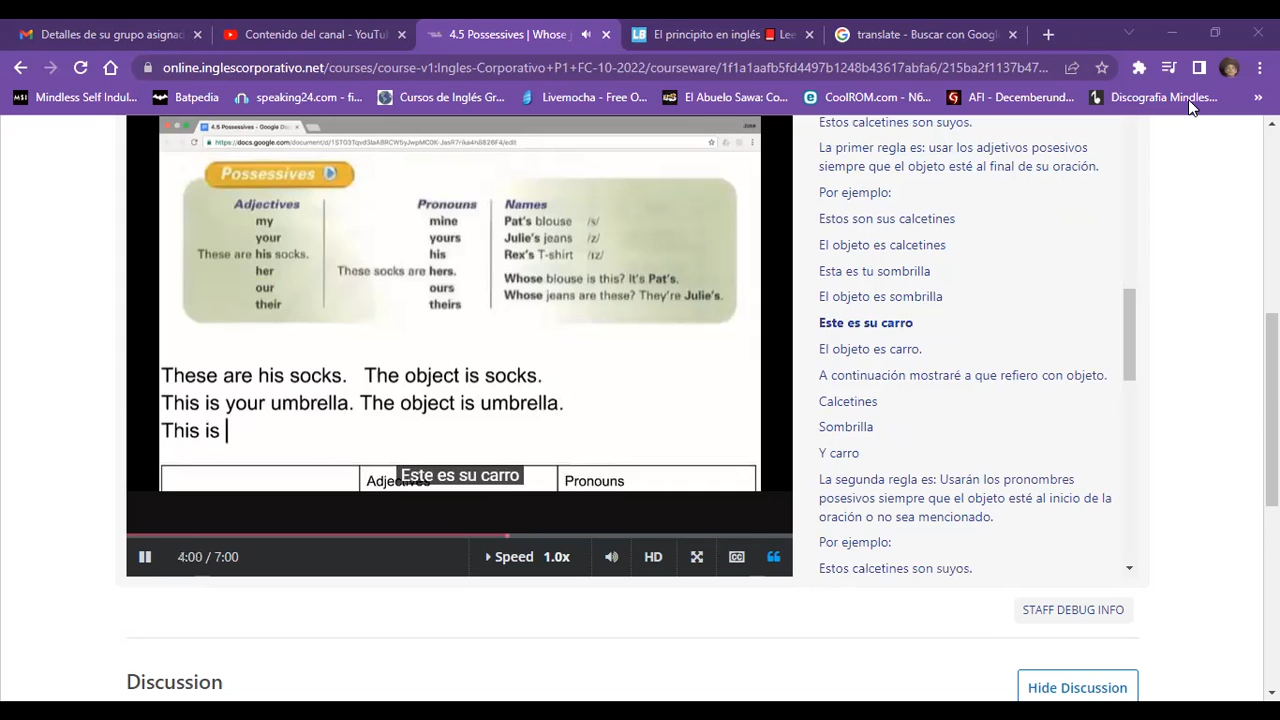 Detalles de su grupo asignad
Contenido del canal - YouTu
4.5 Possessives | Whose j
El principito en inglés 📕 Lee
translate - Buscar con Google
online.inglescorporativo.net/courses/course-v1:Ingles-Corporativo+P1+FC-10-2022/courseware/1f1a1aafb5fd4497b1248b43617abfa6/215ba2f1137b47...
Mindless Self Indul...
Batpedia
speaking24.com - fi...
Cursos de Inglés Gr...
Livemocha - Free O...
El Abuelo Sawa: Co...
CoolROM.com - N6...
AFI - Decemberund...
Discografia Mindles...
4.5 Possessives - Google Do
Possessives
Adjectives Pronouns Names
my mine Pat's blouse /s/
your yours Julie's jeans /z/
These are his socks. his Rex's T-shirt /ɪz/
her These socks are hers.
our ours Whose blouse is this? It's Pat's.
their theirs Whose jeans are these? They're Julie's.
These are his socks. The object is socks.
This is your umbrella. The object is umbrella.
This is
Adjectives Pronouns
Este es su carro
4:00 / 7:00 Speed 1.0x HD CC
Estos calcetines son suyos.
La primer regla es: usar los adjetivos posesivos
siempre que el objeto esté al final de su oración.
Por ejemplo:
Estos son sus calcetines
El objeto es calcetines
Esta es tu sombrilla
El objeto es sombrilla
Este es su carro
El objeto es carro.
A continuación mostraré a que refiero con objeto.
Calcetines
Sombrilla
Y carro
La segunda regla es: Usarán los pronombres
posesivos siempre que el objeto esté al inicio de la
oración o no sea mencionado.
Por ejemplo:
Estos calcetines son suyos.
STAFF DEBUG INFO
Discussion
Hide Discussion